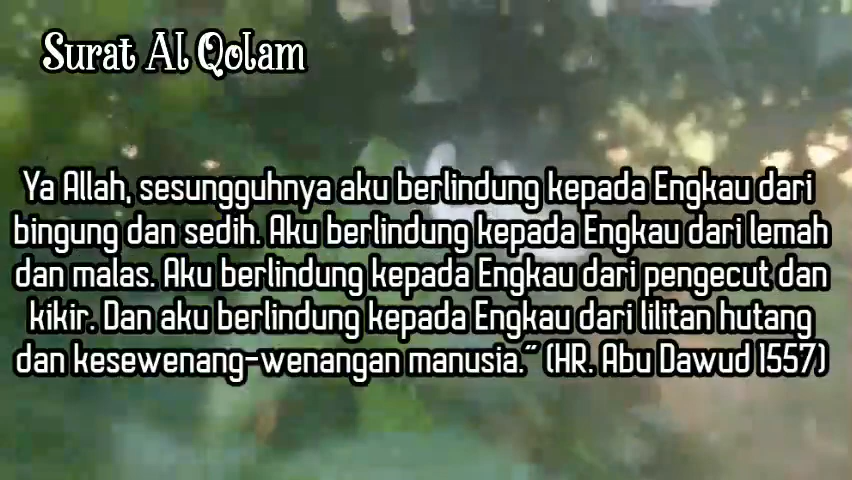 Surat Al Qolam
Ya Allah, sesungguhnya aku berlindung kepada Engkau dari
bingung dan sedih. Aku berlindung kepada Engkau dari lemah
dan malas. Aku berlindung kepada Engkau dari pengecut dan
kikir. Dan aku berlindung kepada Engkau dari lilitan hutang
dan kesewenang-wenangan manusia.” (HR. Abu Dawud 1557)